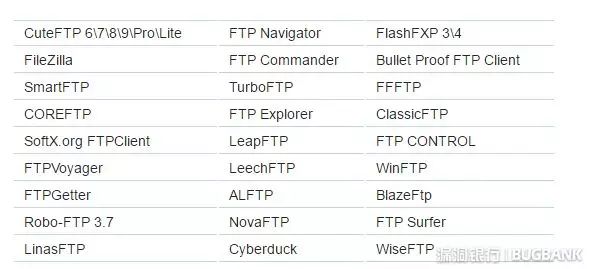 CuteFTP 6\7\8\9\Pro\Lite FTP Navigator FlashFXP 3\4
FileZilla FTP Commander Bullet Proof FTP Client
SmartFTP TurboFTP FFFTP
COREFTP FTP Explorer ClassicFTP
SoftX.org FTPClient LeapFTP FTP CONTROL
FTPVoyager LeechFTP WinFTP
FTPGetter ALFTP BlazeFtp
Robo-FTP 3.7 NovaFTP FTP Surfer
LinasFTP Cyberduck WiseFTP
漏洞银行 | BUGBANK